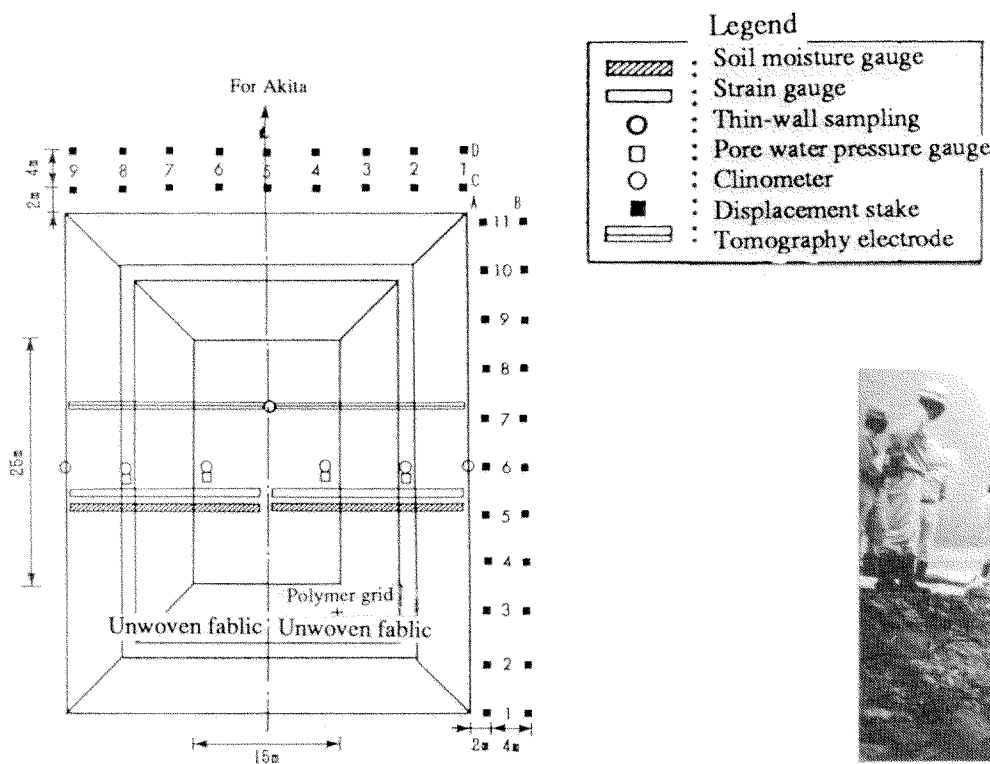 For Akita
4m
2m
9 8 7 6 5 4 3 2 1 D
C
A B
11
10
9
8
7
6
5
4
3
2
1
25m
Polymer grid
+
Unwoven fablic Unwoven fablic
15m
2m 4m
Legend
: Soil moisture gauge
: Strain gauge
: Thin-wall sampling
: Pore water pressure gauge
: Clinometer
: Displacement stake
: Tomography electrode